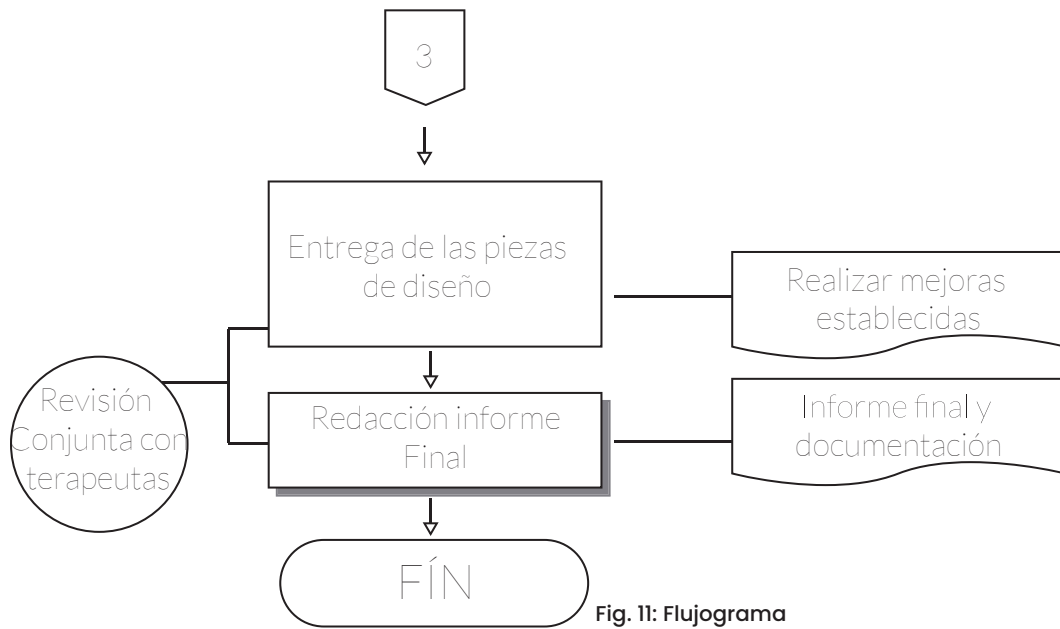 3
Entrega de las piezas
de diseño
Realizar mejoras
establecidas
Revisión
Conjunta con
terapeutas
Redacción informe
Final
Informe final y
documentación
FÍN
Fig. 11: Flujograma